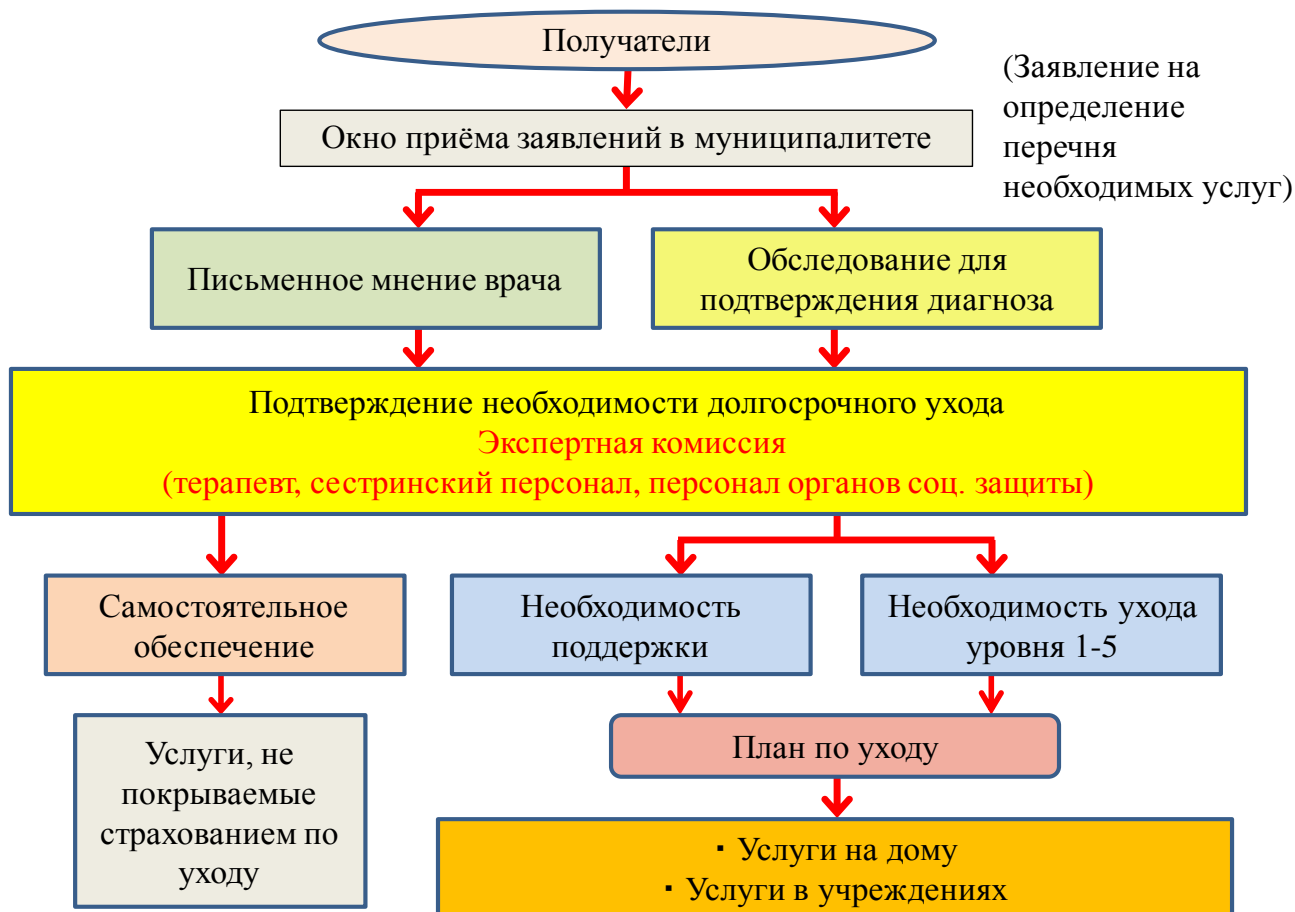 Получатели
(Заявление на
определение
перечня
необходимых услуг)
Окно приёма заявлений в муниципалитете
Письменное мнение врача
Обследование для
подтверждения диагноза
Подтверждение необходимости долгосрочного ухода
Экспертная комиссия
(терапевт, сестринский персонал, персонал органов соц. защиты)
Самостоятельное
обеспечение
Необходимость
поддержки
Необходимость ухода
уровня 1-5
Услуги, не
покрываемые
страхованием по
уходу
План по уходу
・Услуги на дому
・Услуги в учреждениях